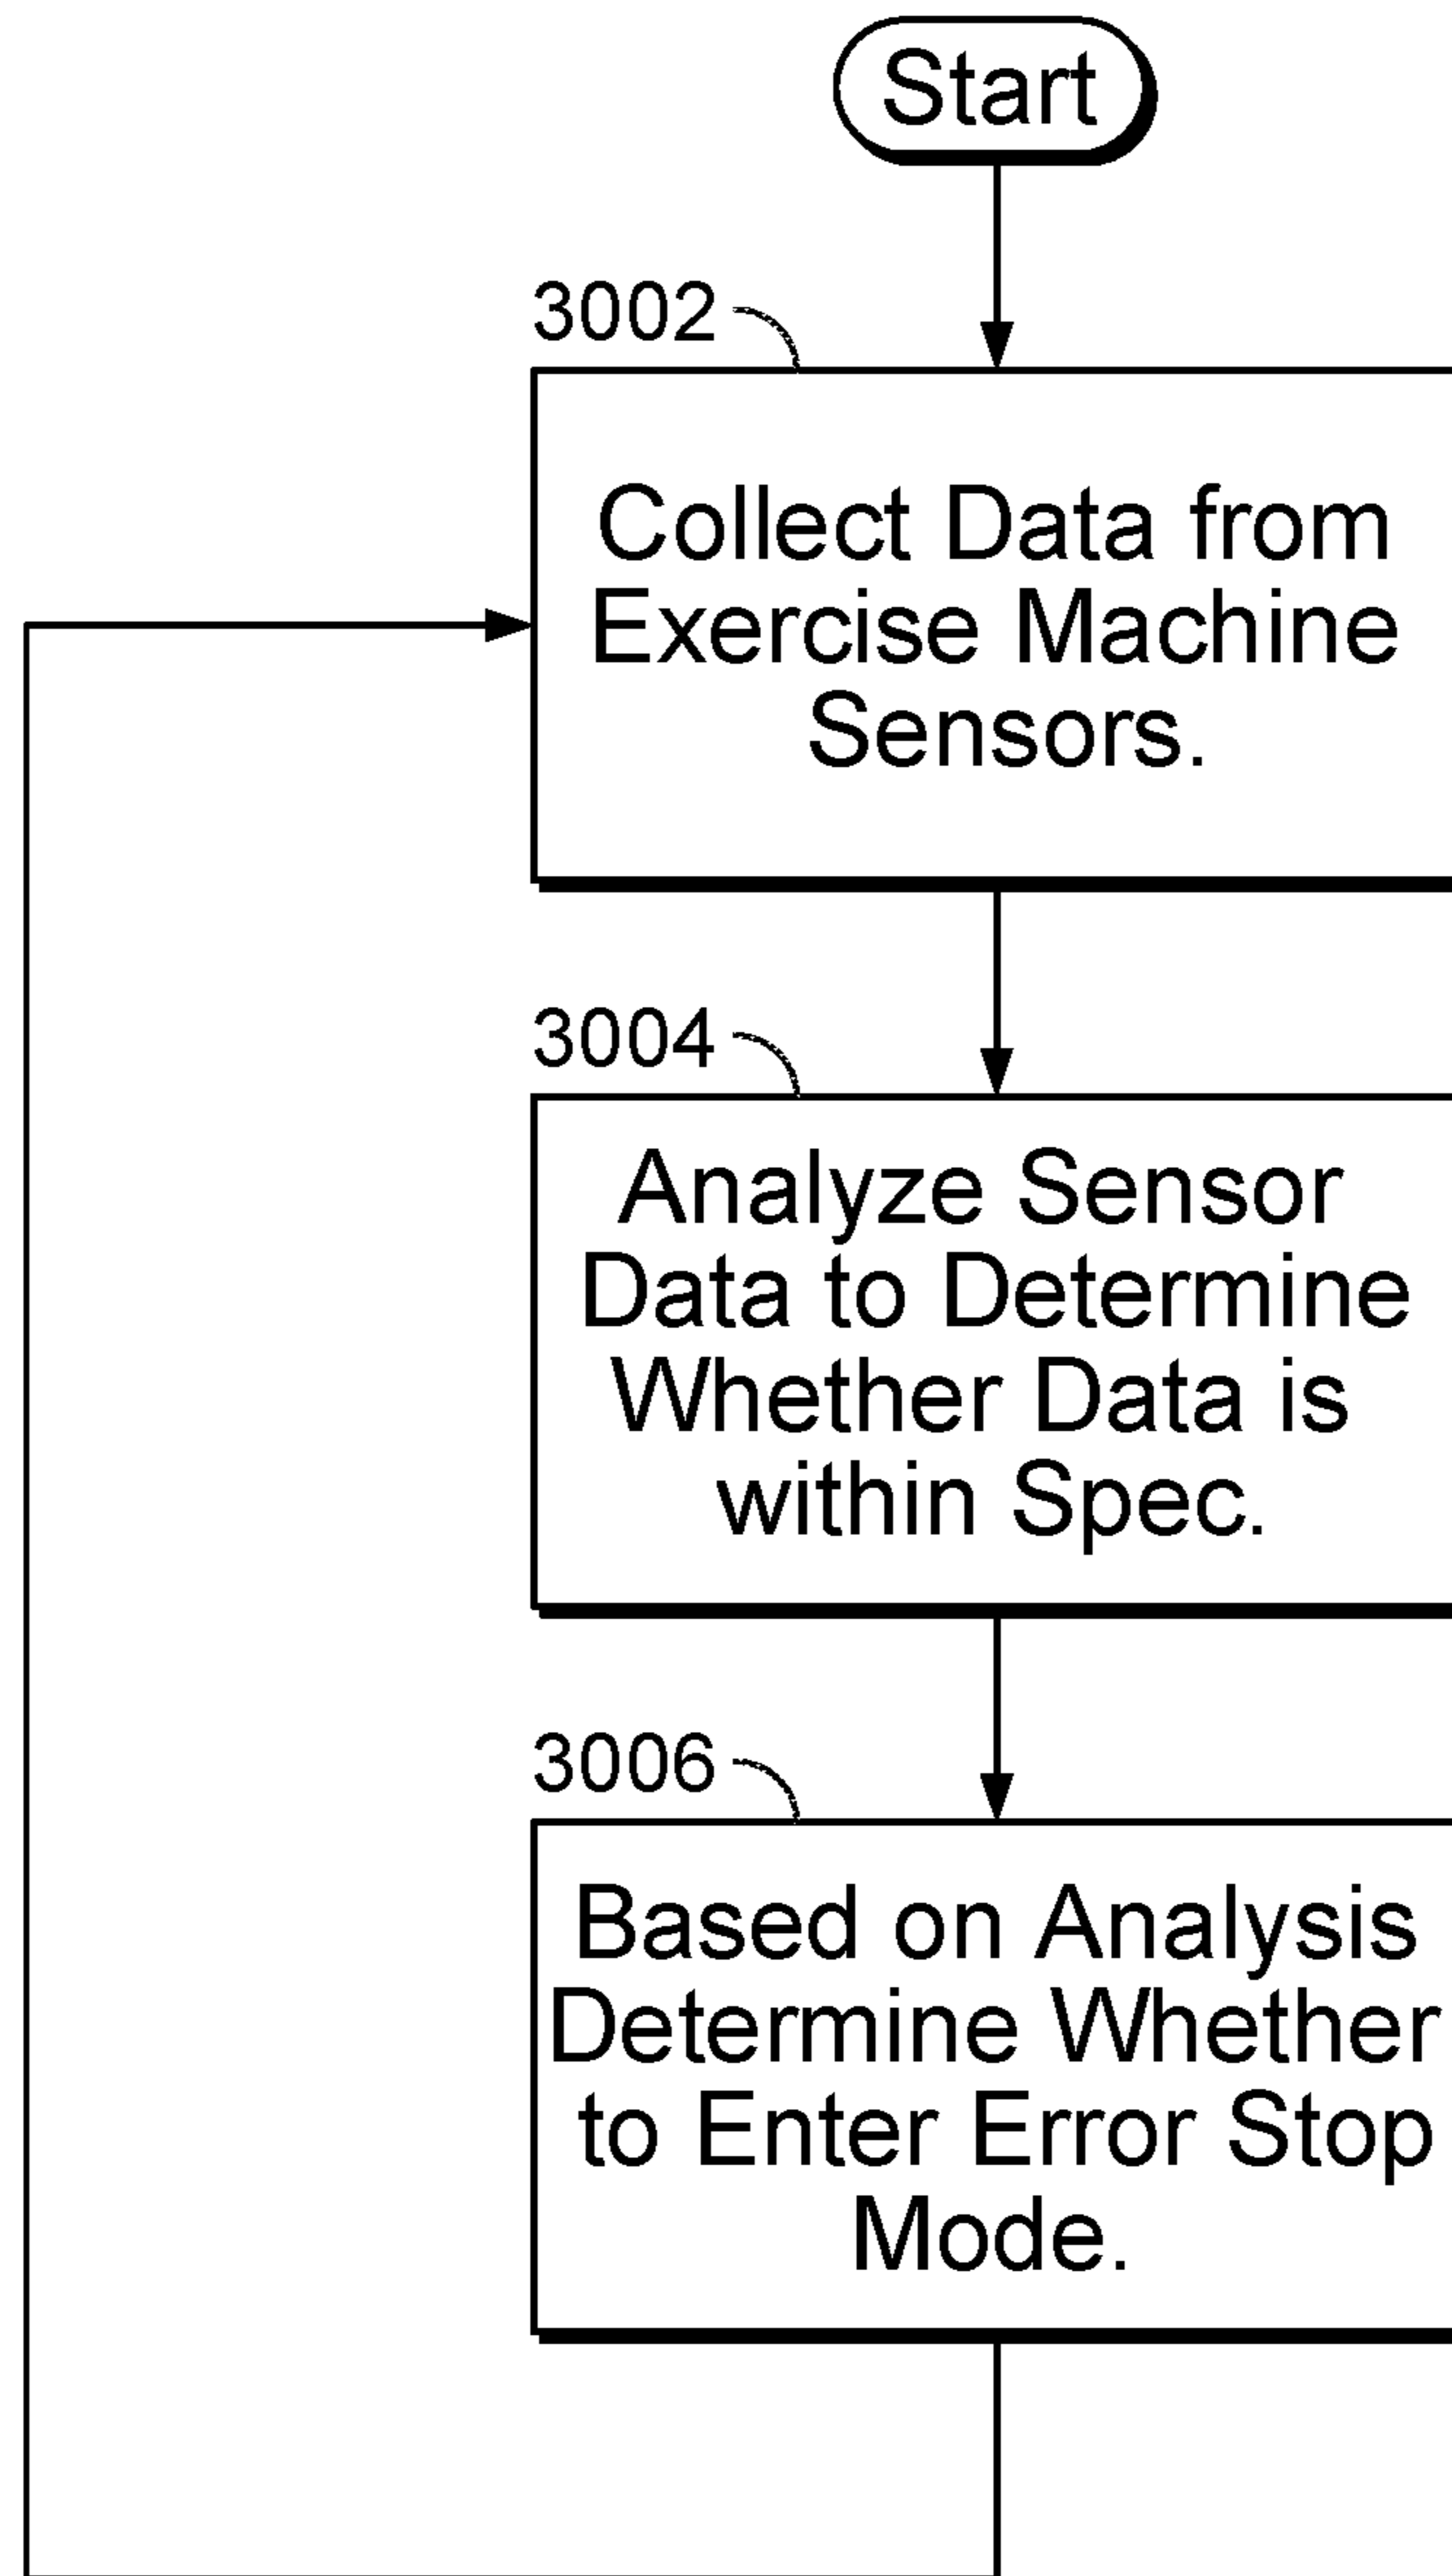 Start
3002
Collect Data from
Exercise Machine
Sensors.
3004
Analyze Sensor
Data to Determine
Whether Data is
within Spec.
3006
Based on Analysis
Determine Whether
to Enter Error Stop
Mode.